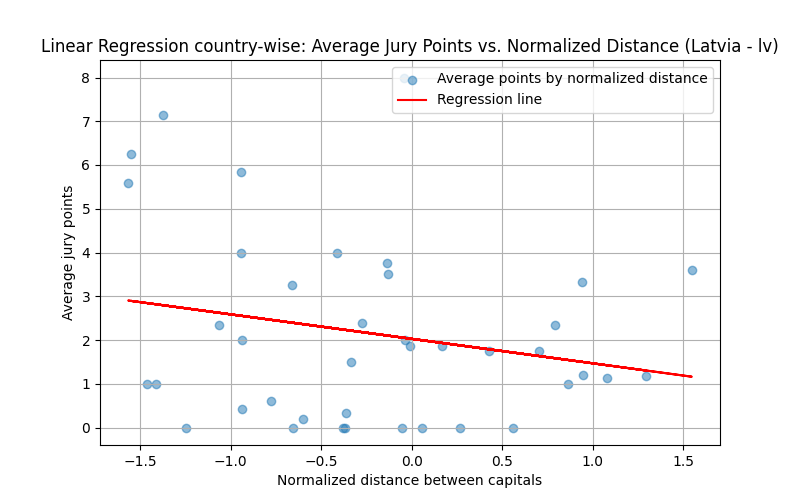 Linear Regression country-wise: Average Jury Points vs. Normalized Distance (Latvia - lv)
Average points by normalized distance
Regression line
Average jury points
8
7
6
5
4
3
2
1
0
−1.5 −1.0 −0.5 0.0 0.5 1.0 1.5
Normalized distance between capitals